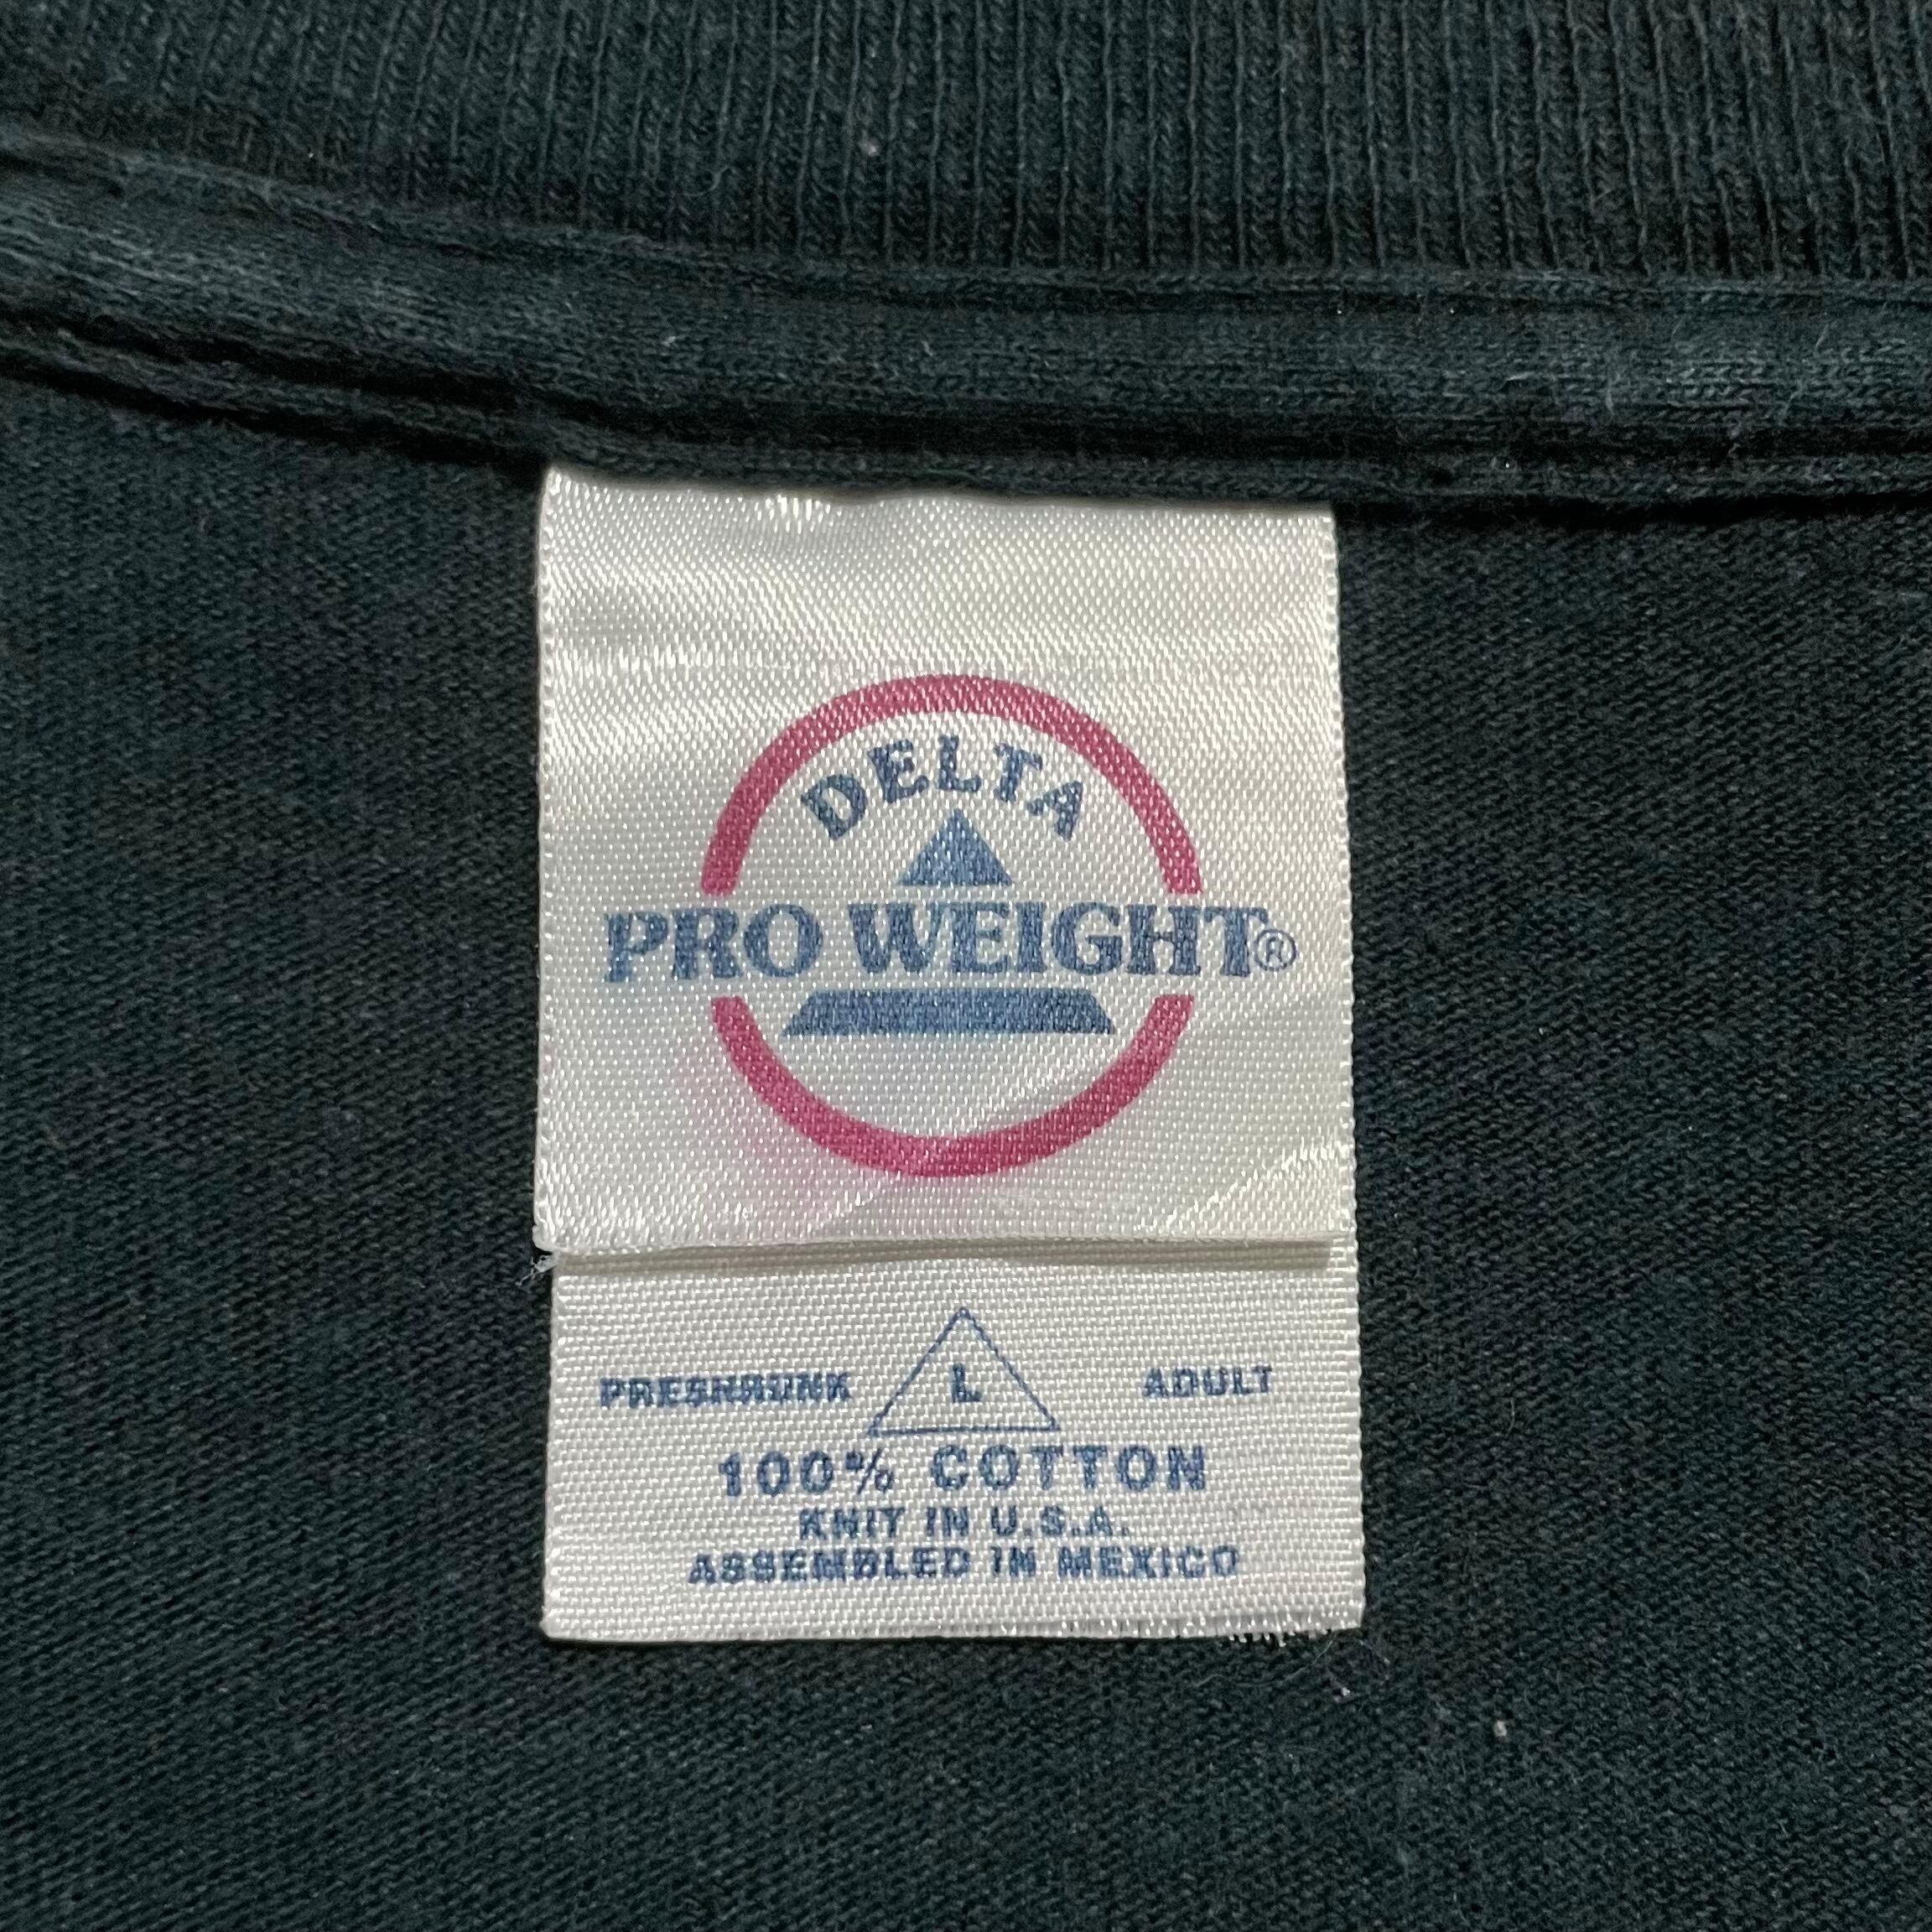 DELTA
PRO WEIGHT®
PRESHRUNK L ADULT
100% COTTON
KNIT IN U.S.A.
ASSEMBLED IN MEXICO